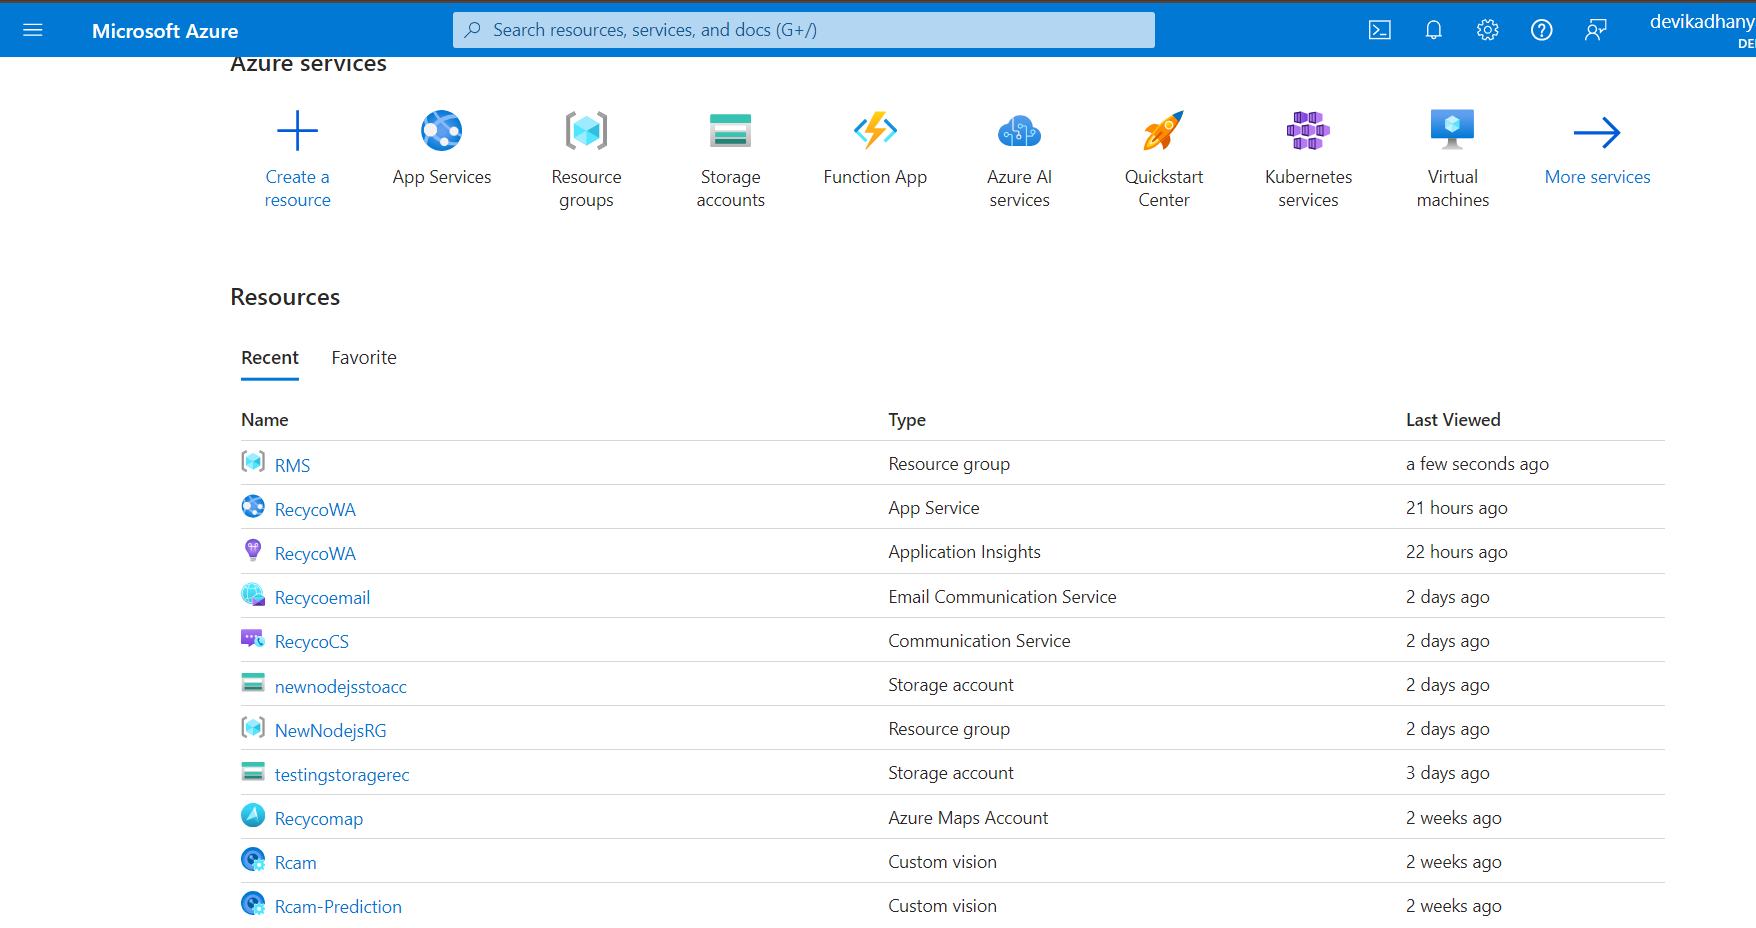 Microsoft Azure
Search resources, services, and docs (G+/)
devikadhany
DE
Azure services
Create a
resource
App Services
Resource
groups
Storage
accounts
Function App
Azure AI
services
Quickstart
Center
Kubernetes
services
Virtual
machines
More services
Resources
Recent Favorite
Name Type Last Viewed
RMS Resource group a few seconds ago
RecycoWA App Service 21 hours ago
RecycoWA Application Insights 22 hours ago
Recycoemail Email Communication Service 2 days ago
RecycoCS Communication Service 2 days ago
newnodejsstoacc Storage account 2 days ago
NewNodejsRG Resource group 2 days ago
testingstoragerec Storage account 3 days ago
Recycomap Azure Maps Account 2 weeks ago
Rcam Custom vision 2 weeks ago
Rcam-Prediction Custom vision 2 weeks ago